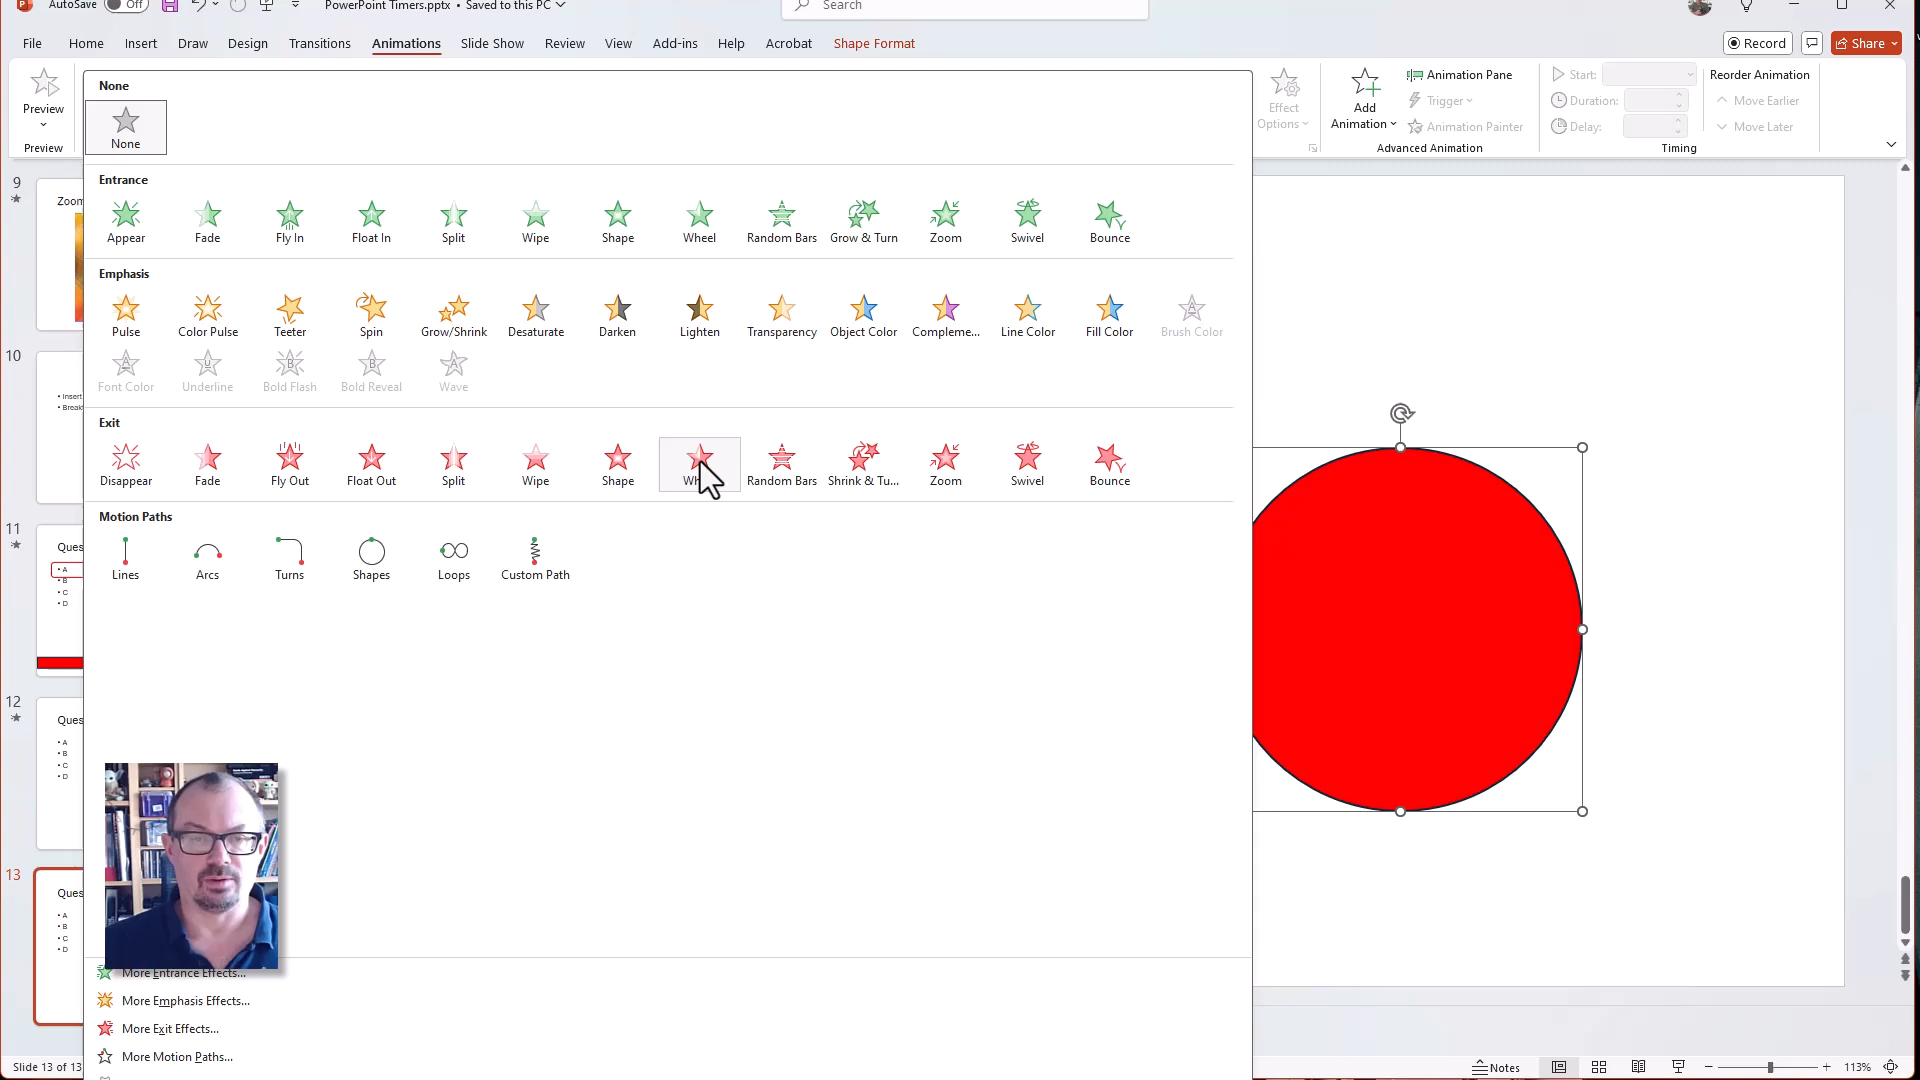 AutoSave Off PowerPoint Timers.pptx • Saved to this PC Search
File Home Insert Draw Design Transitions Animations Slide Show Review View Add-ins Help Acrobat Shape Format Record Share
Preview
Preview
None
None
Entrance
Appear Fade Fly In Float In Split Wipe Shape Wheel Random Bars Grow & Turn Zoom Swivel Bounce
Emphasis
Pulse Color Pulse Teeter Spin Grow/Shrink Desaturate Darken Lighten Transparency Object Color Compleme... Line Color Fill Color Brush Color
Font Color Underline Bold Flash Bold Reveal Wave
Exit
Disappear Fade Fly Out Float Out Split Wipe Shape Random Bars Shrink & Tu... Zoom Swivel Bounce
Motion Paths
Lines Arcs Turns Shapes Loops Custom Path
More Entrance Effects...
More Emphasis Effects...
More Exit Effects...
More Motion Paths...
Effect
Options
Add
Animation
Animation Pane
Trigger
Animation Painter
Advanced Animation
Start:
Duration:
Delay:
Timing
Reorder Animation
Move Earlier
Move Later
9
Zoom
10
• Insert
• Break
11
Ques
• A
• B
• C
• D
12
Ques
• A
• B
• C
• D
13
Ques
• A
• B
• C
• D
Slide 13 of 13 Notes 113%